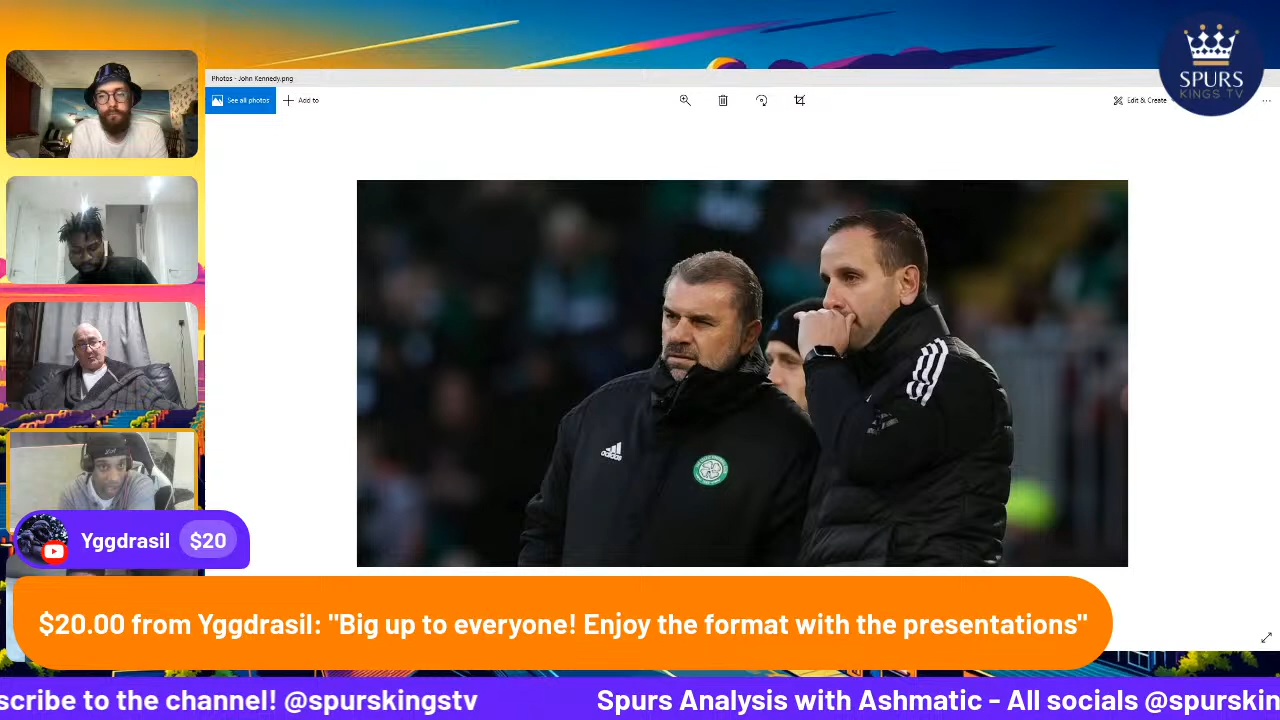 Photos - John Kennedy.png
See all photos
Add to
Edit & Create
SPURS
KINGS TV
adidas
Yggdrasil $20
$20.00 from Yggdrasil: "Big up to everyone! Enjoy the format with the presentations"
scribe to the channel! @spurskingstv Spurs Analysis with Ashmatic - All socials @spurskin